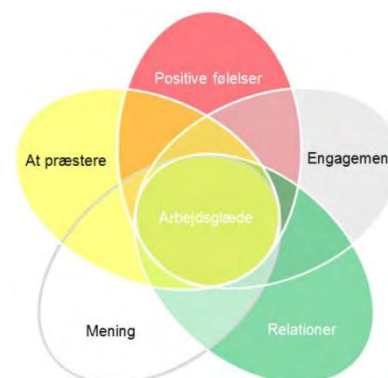 Positive følelser
At præstere
Engagemen
Arbejdsglæde
Mening
Relationer